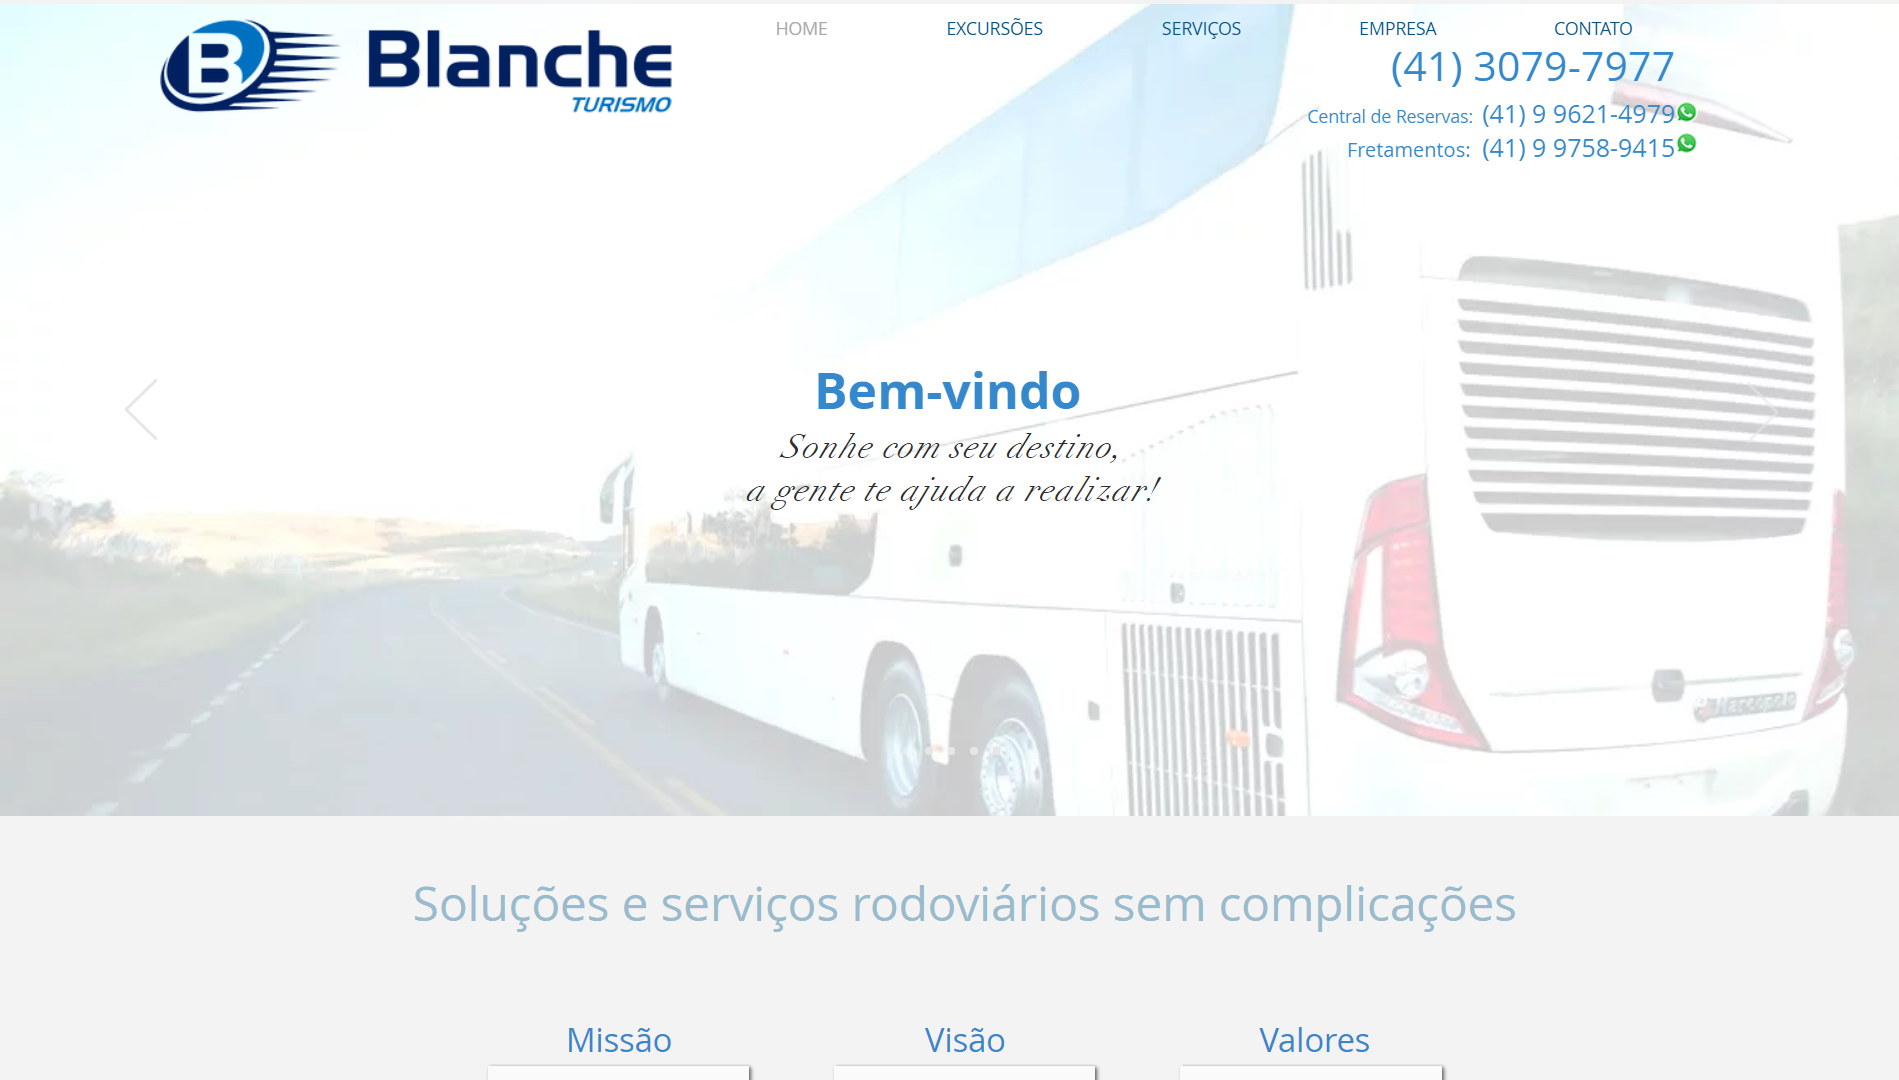 B Blanche
TURISMO
HOME
EXCURSÕES
SERVIÇOS
EMPRESA
CONTATO
(41) 3079-7977
Central de Reservas: (41) 9 9621-4979
Fretamentos: (41) 9 9758-9415
Bem-vindo
Sonhe com seu destino,
a gente te ajuda a realizar!
Marcopolo
Soluções e serviços rodoviários sem complicações
Missão
Visão
Valores